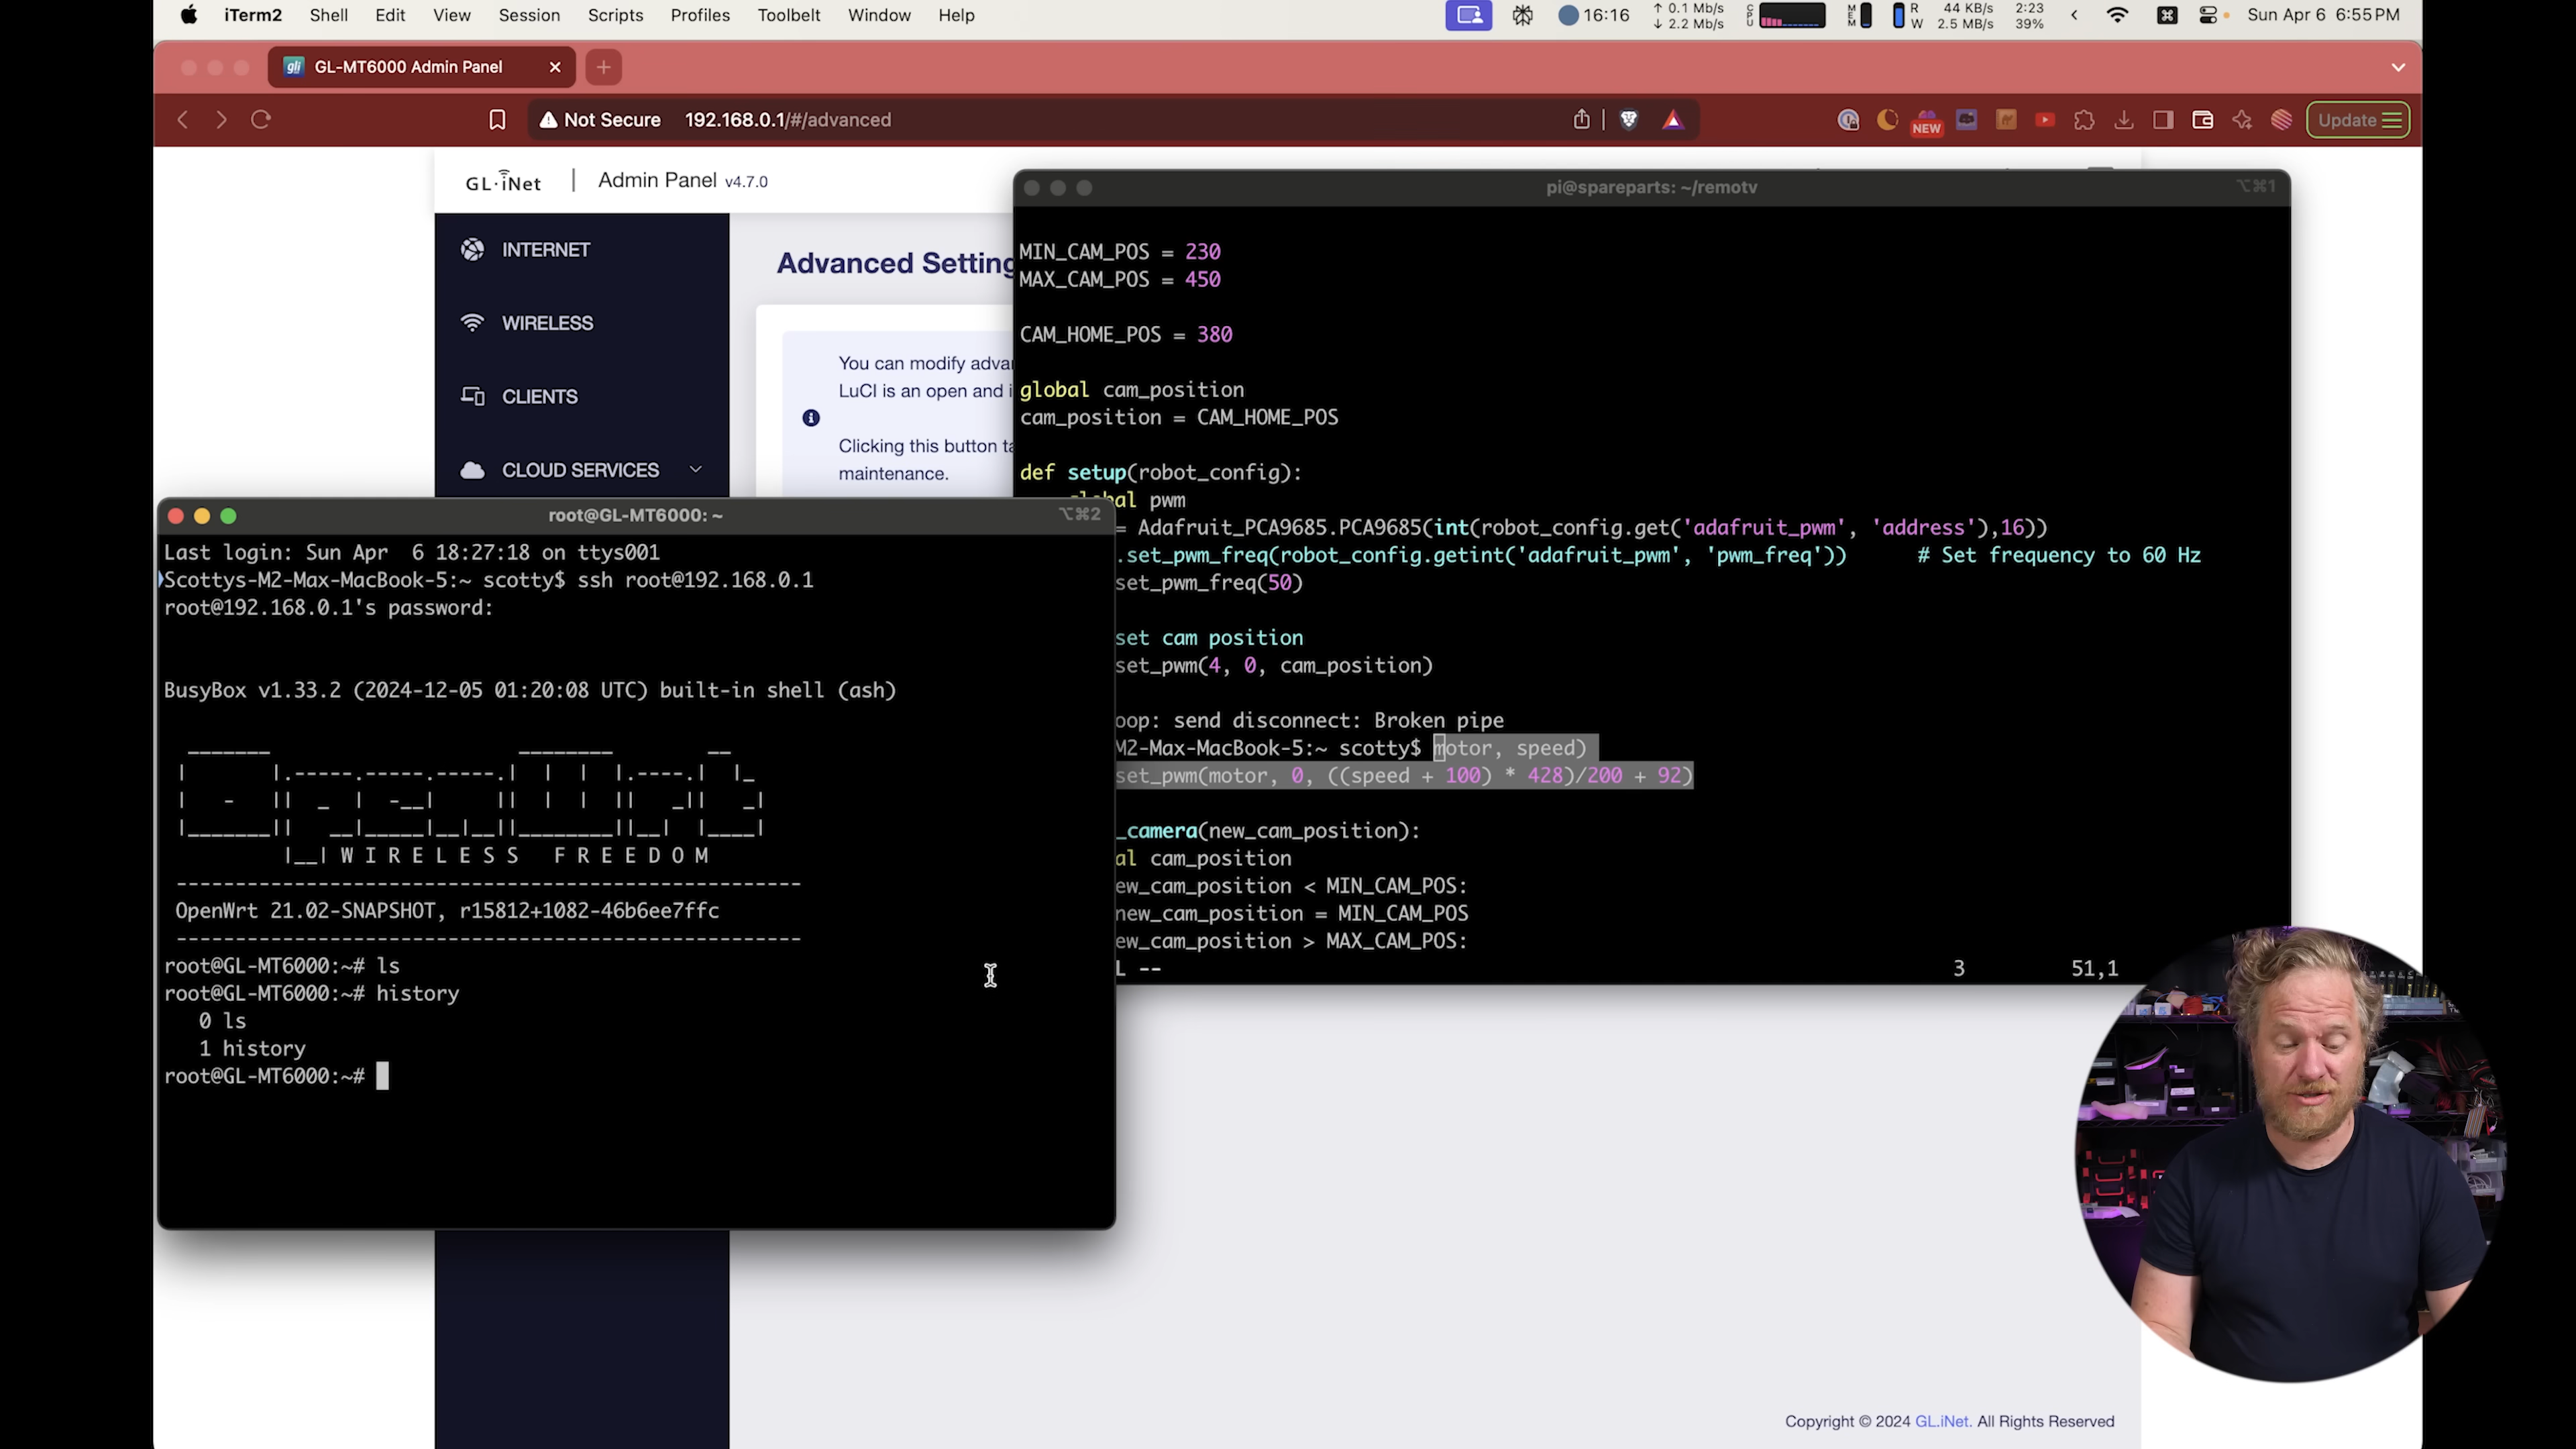 iTerm2 Shell Edit View Session Scripts Profiles Toolbelt Window Help
16:16 ↑ 0.1 Mb/s ↓ 2.2 Mb/s CPU MEM R W 44 KB/s 2.5 MB/s 2:23 39% Sun Apr 6 6:55 PM
gli GL-MT6000 Admin Panel
Not Secure 192.168.0.1/#/advanced NEW Update
GL·iNet | Admin Panel v4.7.0
INTERNET
WIRELESS
CLIENTS
CLOUD SERVICES
Advanced Setting
You can modify adva
LuCI is an open and i
Clicking this button ta
maintenance.
pi@spareparts: ~/remotv ⌥⌘1
MIN_CAM_POS = 230
MAX_CAM_POS = 450
CAM_HOME_POS = 380
global cam_position
cam_position = CAM_HOME_POS
def setup(robot_config):
global pwm
= Adafruit_PCA9685.PCA9685(int(robot_config.get('adafruit_pwm', 'address'),16))
.set_pwm_freq(robot_config.getint('adafruit_pwm', 'pwm_freq')) # Set frequency to 60 Hz
set_pwm_freq(50)
set cam position
set_pwm(4, 0, cam_position)
oop: send disconnect: Broken pipe
M2-Max-MacBook-5:~ scotty$ motor, speed)
set_pwm(motor, 0, ((speed + 100) * 428)/200 + 92)
_camera(new_cam_position):
al cam_position
ew_cam_position < MIN_CAM_POS:
new_cam_position = MIN_CAM_POS
ew_cam_position > MAX_CAM_POS:
L -- 3 51,1
root@GL-MT6000: ~ ⌥⌘2
Last login: Sun Apr  6 18:27:18 on ttys001
Scottys-M2-Max-MacBook-5:~ scotty$ ssh root@192.168.0.1
root@192.168.0.1's password:
BusyBox v1.33.2 (2024-12-05 01:20:08 UTC) built-in shell (ash)
OpenWrt
W I R E L E S S   F R E E D O M
-----------------------------------------------------
OpenWrt 21.02-SNAPSHOT, r15812+1082-46b6ee7ffc
-----------------------------------------------------
root@GL-MT6000:~# ls
root@GL-MT6000:~# history
0 ls
1 history
root@GL-MT6000:~#
Copyright © 2024 GL.iNet. All Rights Reserved